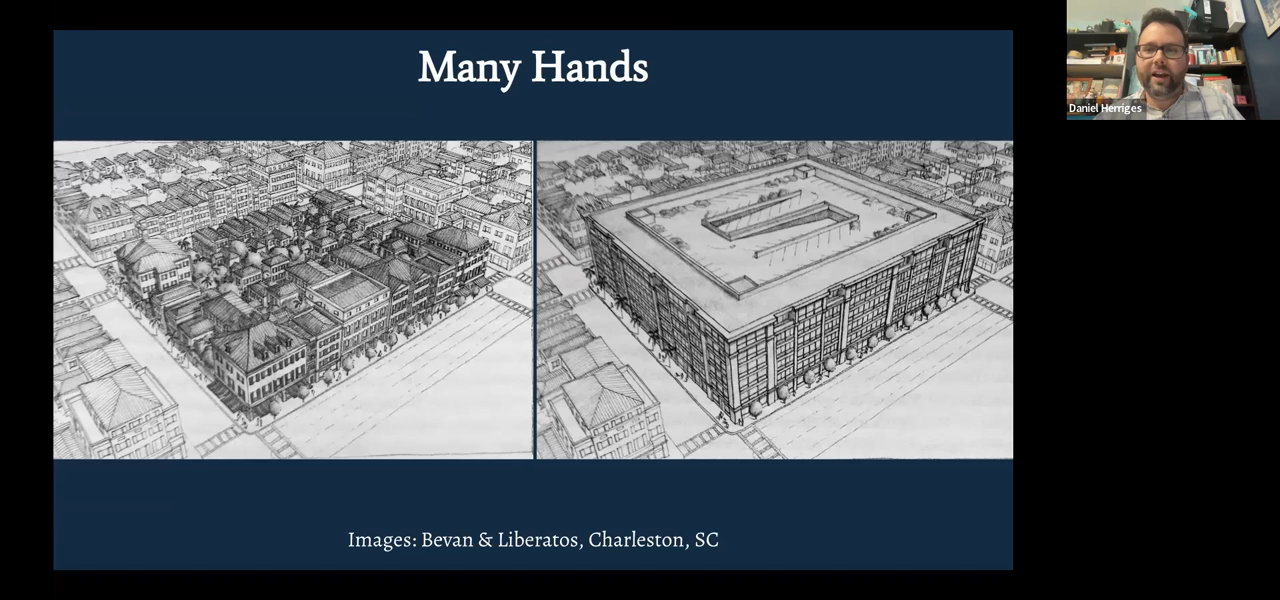 Many Hands
Daniel Herriges
Images: Bevan & Liberatos, Charleston, SC